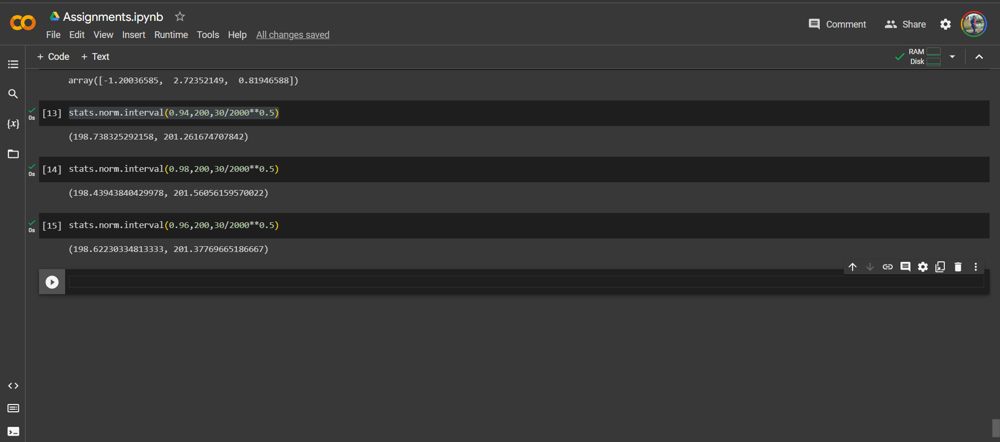 Assignments.ipynb
File Edit View Insert Runtime Tools Help All changes saved
Comment Share
+ Code + Text
RAM
Disk
array([-1.20036585,  2.72352149,  0.81946588])
[13] stats.norm.interval(0.94,200,30/2000**0.5)
0s
(198.738325292158, 201.261674707842)
[14] stats.norm.interval(0.98,200,30/2000**0.5)
0s
(198.43943840429978, 201.56056159570022)
[15] stats.norm.interval(0.96,200,30/2000**0.5)
0s
(198.62230334813333, 201.37769665186667)
{x}